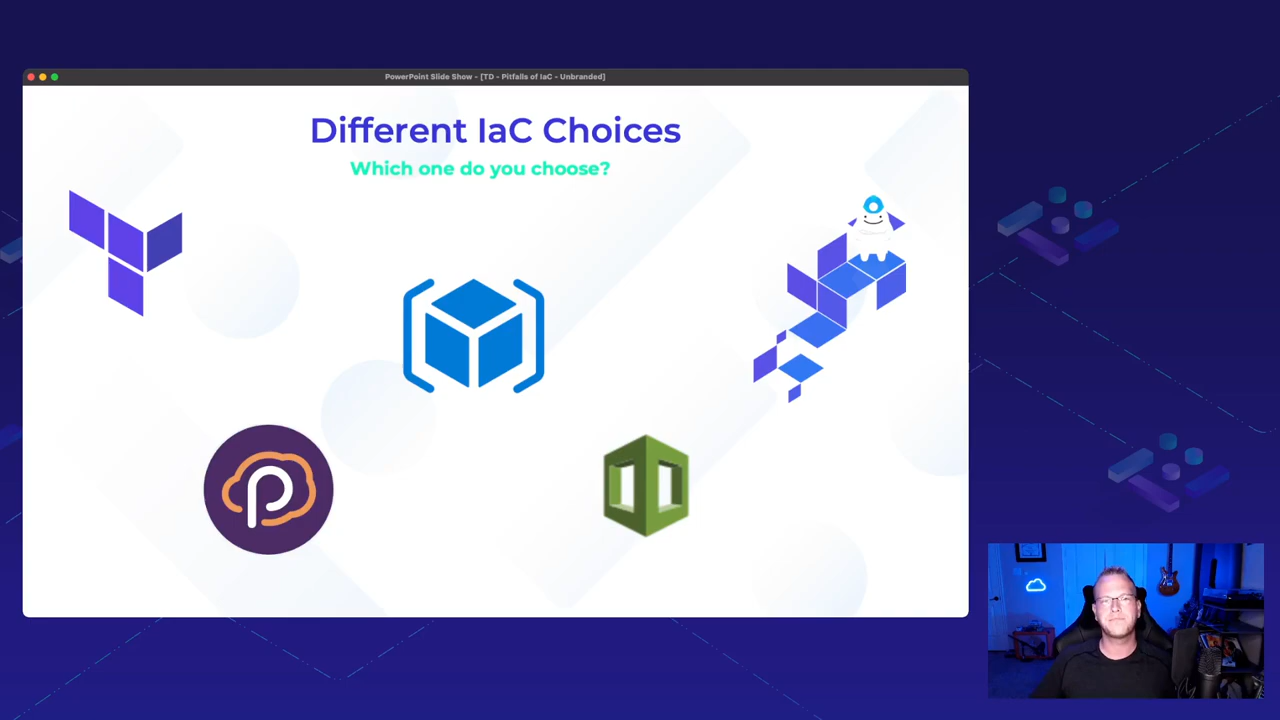 PowerPoint Slide Show - [TD - Pitfalls of IaC - Unbranded]
Different IaC Choices
Which one do you choose?